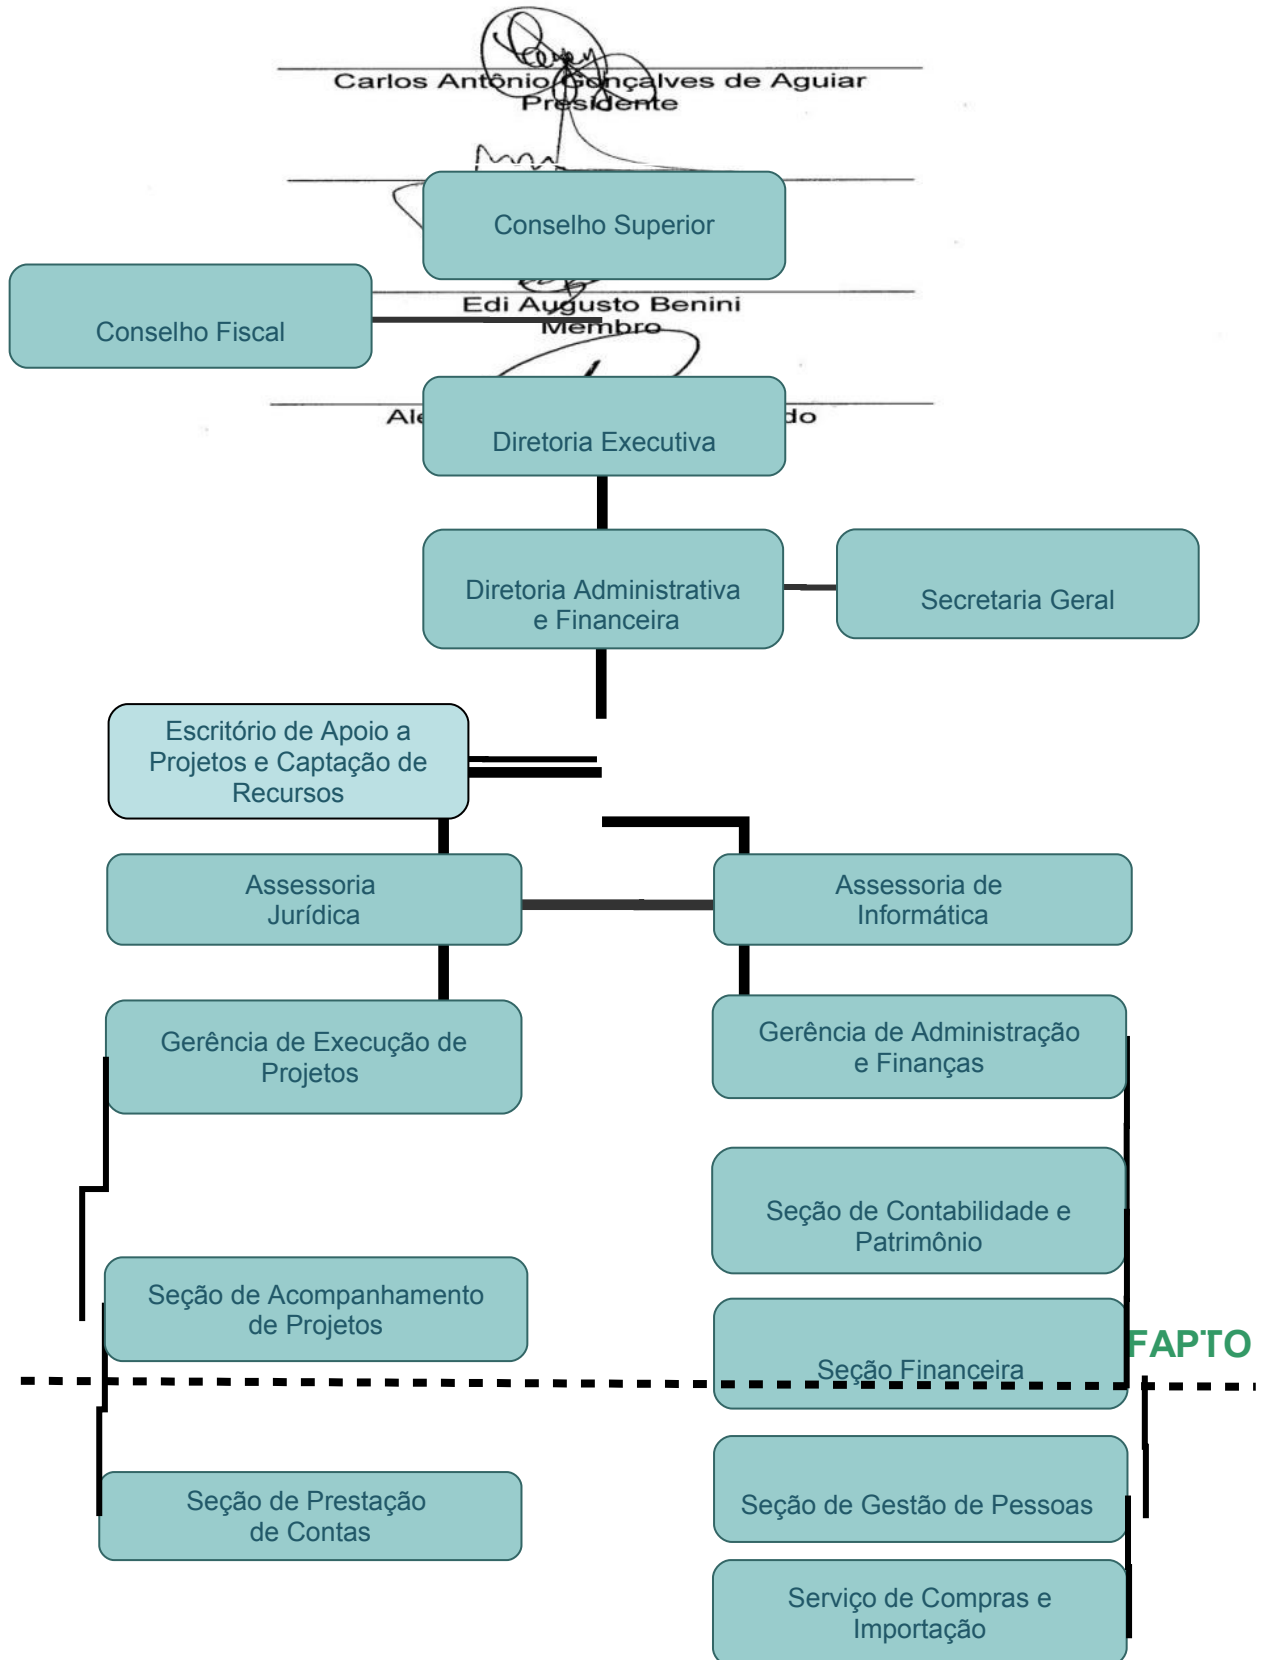 Carlos Antônio Gonçalves de Aguiar
Presidente
Conselho Superior
Conselho Fiscal
Edi Augusto Benini
Membro
Diretoria Executiva
Diretoria Administrativa
e Financeira
Secretaria Geral
Escritório de Apoio a
Projetos e Captação de
Recursos
Assessoria
Jurídica
Assessoria de
Informática
Gerência de Execução de
Projetos
Gerência de Administração
e Finanças
Seção de Contabilidade e
Patrimônio
Seção de Acompanhamento
de Projetos
Seção Financeira
FAPTO
Seção de Prestação
de Contas
Seção de Gestão de Pessoas
Serviço de Compras e
Importação